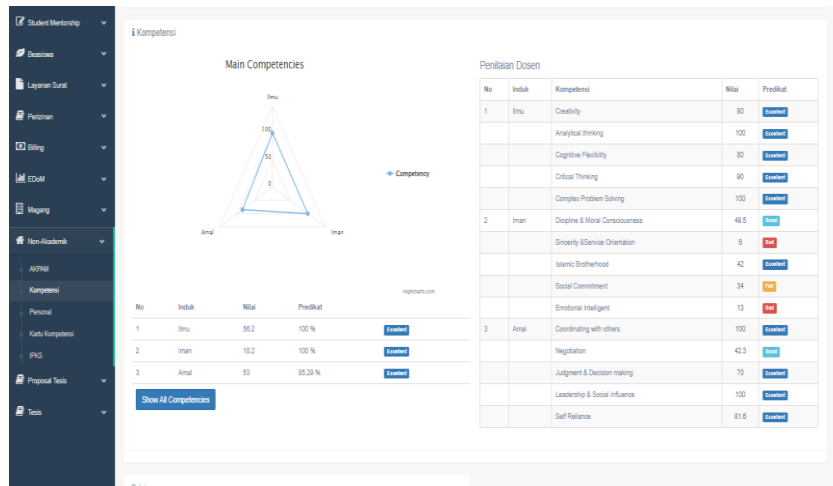 Student Mentorship
Beasiswa
Layanan Surat
Perizinan
Billing
EDoM
Magang
Non-Akademik
AKPAM
Kompetensi
Personal
Kartu Kompetensi
IPKS
Proposal Tesis
Tesis
Kompetensi
Main Competencies
Ilmu
100
50
0
Amal
Iman
Competency
Highcharts.com
No Induk Nilai Predikat
1 Ilmu 56.2 100 % Excellent
2 Iman 18.2 100 % Excellent
3 Amal 53 85.29 % Excellent
Show All Competencies
Penilaian Dosen
No Induk Kompetensi Nilai Predikat
1 Ilmu Creativity 80 Excellent
Analytical thinking 100 Excellent
Cognitive Flexibility 80 Excellent
Critical Thinking 90 Excellent
Complex Problem Solving 100 Excellent
2 Iman Dicipline & Moral Consciousness 49.5 Good
Sincerity &Service Orientation 6 Bad
Islamic Brotherhood 42 Excellent
Social Commitment 34 Fair
Emotional Intelligent 13 Bad
3 Amal Coordinating with others 100 Excellent
Negotiation 42.3 Good
Judgment & Decision making 70 Excellent
Leadership & Social Influence 100 Excellent
Self Reliance 81.6 Excellent